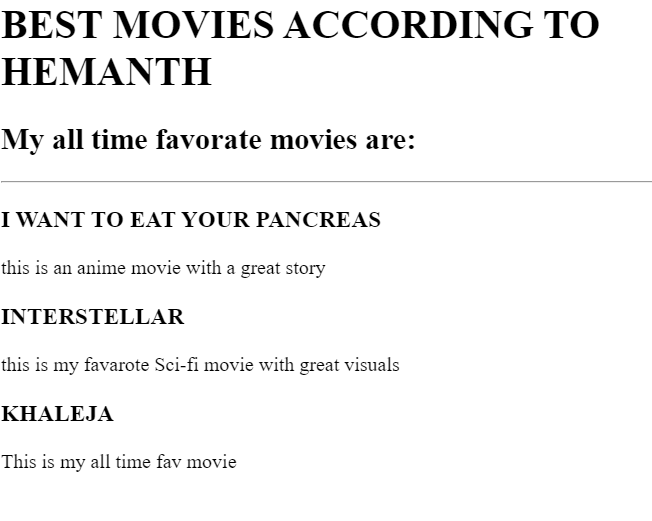 BEST MOVIES ACCORDING TO
HEMANTH
My all time favorate movies are:
I WANT TO EAT YOUR PANCREAS
this is an anime movie with a great story
INTERSTELLAR
this is my favarote Sci-fi movie with great visuals
KHALEJA
This is my all time fav movie